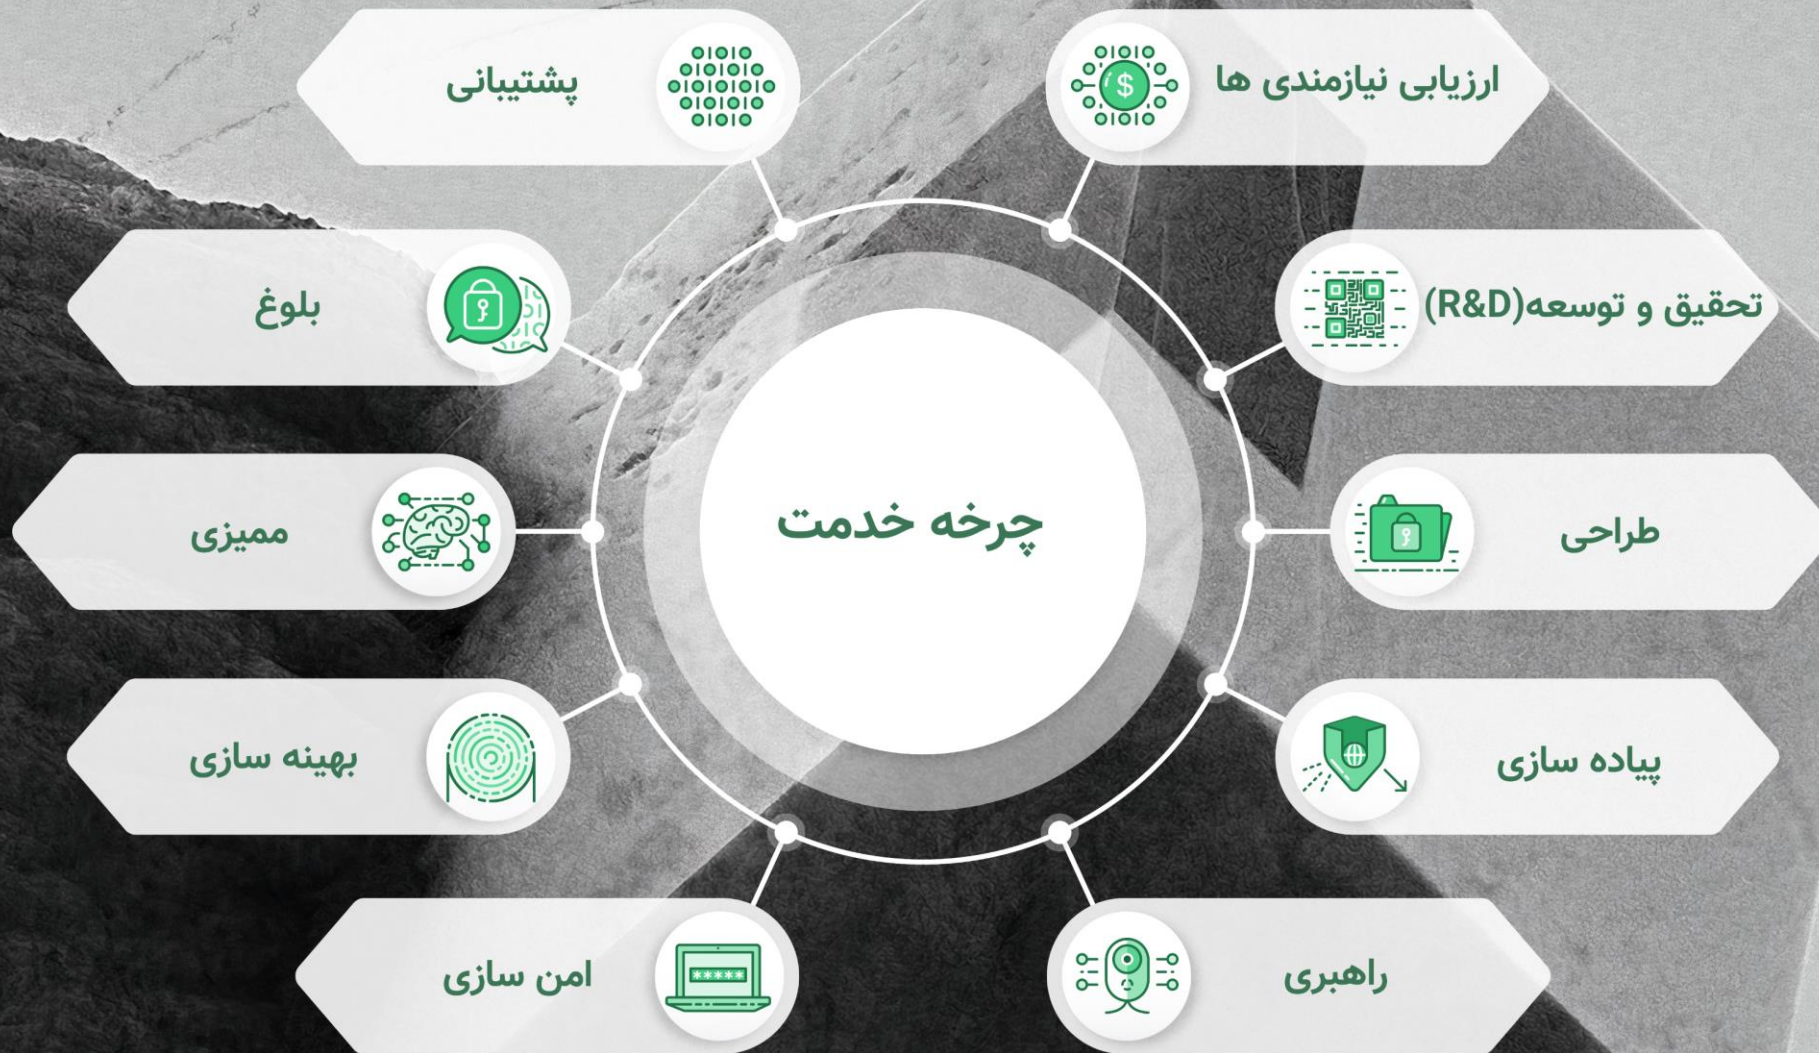 چرخه خدمت
ارزیابی نیازمندی ها
تحقیق و توسعه(R&D)
طراحی
پیاده سازی
راهبری
امن سازی
بهینه سازی
ممیزی
بلوغ
پشتیبانی
$
*****